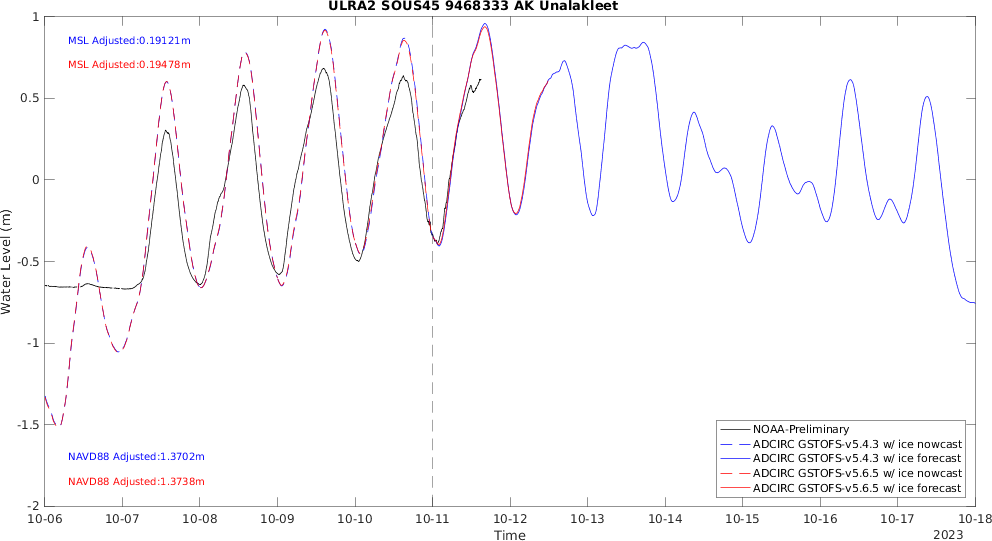 ULRA2 SOUS45 9468333 AK Unalakleet
MSL Adjusted:0.19121m
MSL Adjusted:0.19478m
NAVD88 Adjusted:1.3702m
NAVD88 Adjusted:1.3738m
Water Level (m)
1
0.5
0
-0.5
-1
-1.5
-2
NOAA-Preliminary
ADCIRC GSTOFS-v5.4.3 w/ ice nowcast
ADCIRC GSTOFS-v5.4.3 w/ ice forecast
ADCIRC GSTOFS-v5.6.5 w/ ice nowcast
ADCIRC GSTOFS-v5.6.5 w/ ice forecast
10-06 10-07 10-08 10-09 10-10 10-11 10-12 10-13 10-14 10-15 10-16 10-17 10-18
Time
2023